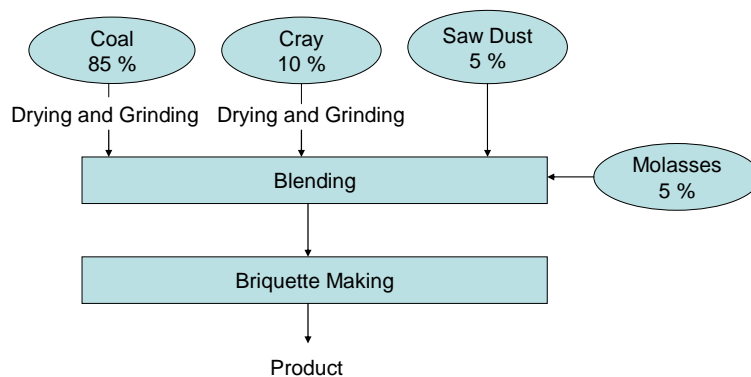 Coal
85 %
Cray
10 %
Saw Dust
5 %
Drying and Grinding
Drying and Grinding
Molasses
5 %
Blending
Briquette Making
Product